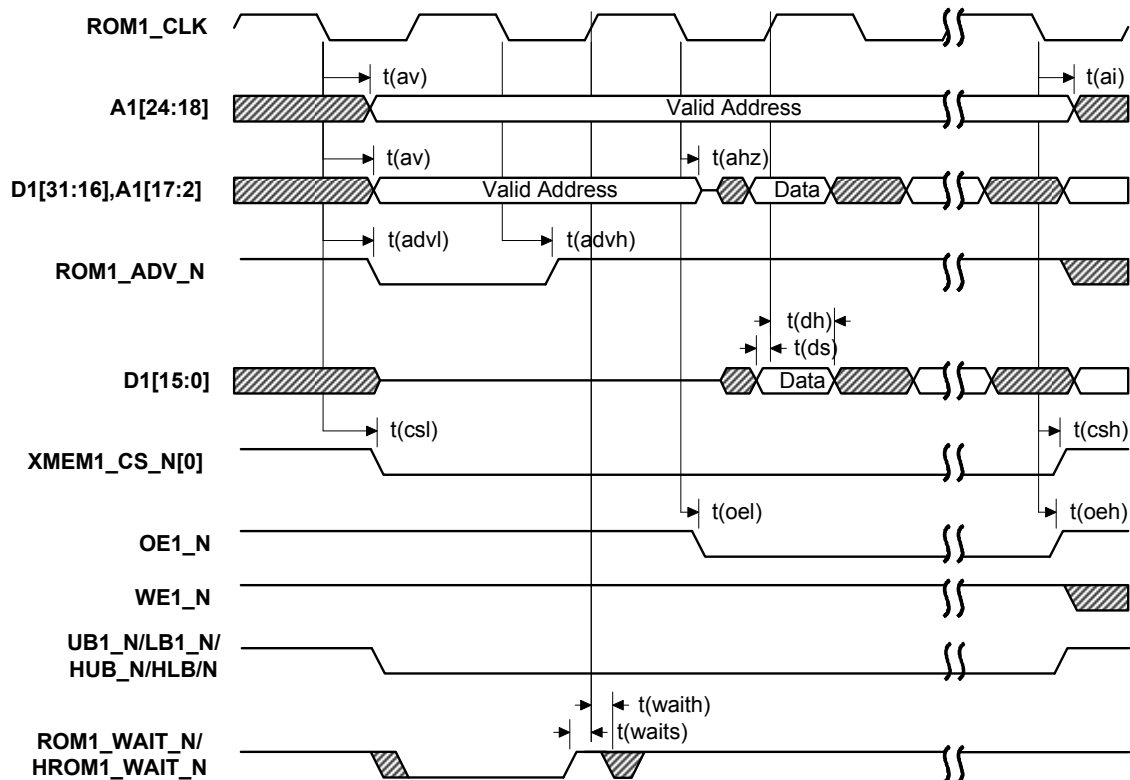 ROM1_CLK
t(av)
t(ai)
A1[24:18]
Valid Address
t(av)
t(ahz)
D1[31:16],A1[17:2]
Valid Address
Data
t(advl)
t(advh)
ROM1_ADV_N
t(dh)
t(ds)
D1[15:0]
Data
t(csl)
t(csh)
XMEM1_CS_N[0]
t(oel)
t(oeh)
OE1_N
WE1_N
UB1_N/LB1_N/
HUB_N/HLB/N
t(waith)
t(waits)
ROM1_WAIT_N/
HROM1_WAIT_N